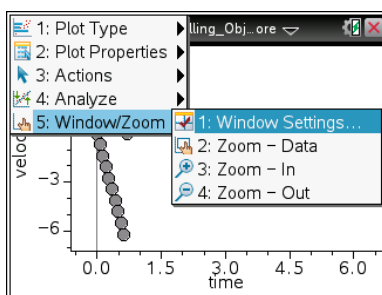 1: Plot Type
lling_Obj...ore
2: Plot Properties
3: Actions
4: Analyze
5: Window/Zoom
1: Window Settings...
2: Zoom – Data
3: Zoom – In
4: Zoom – Out
veloc
-3
-6
0.0 1.5 3.0 4.5 6.0
time